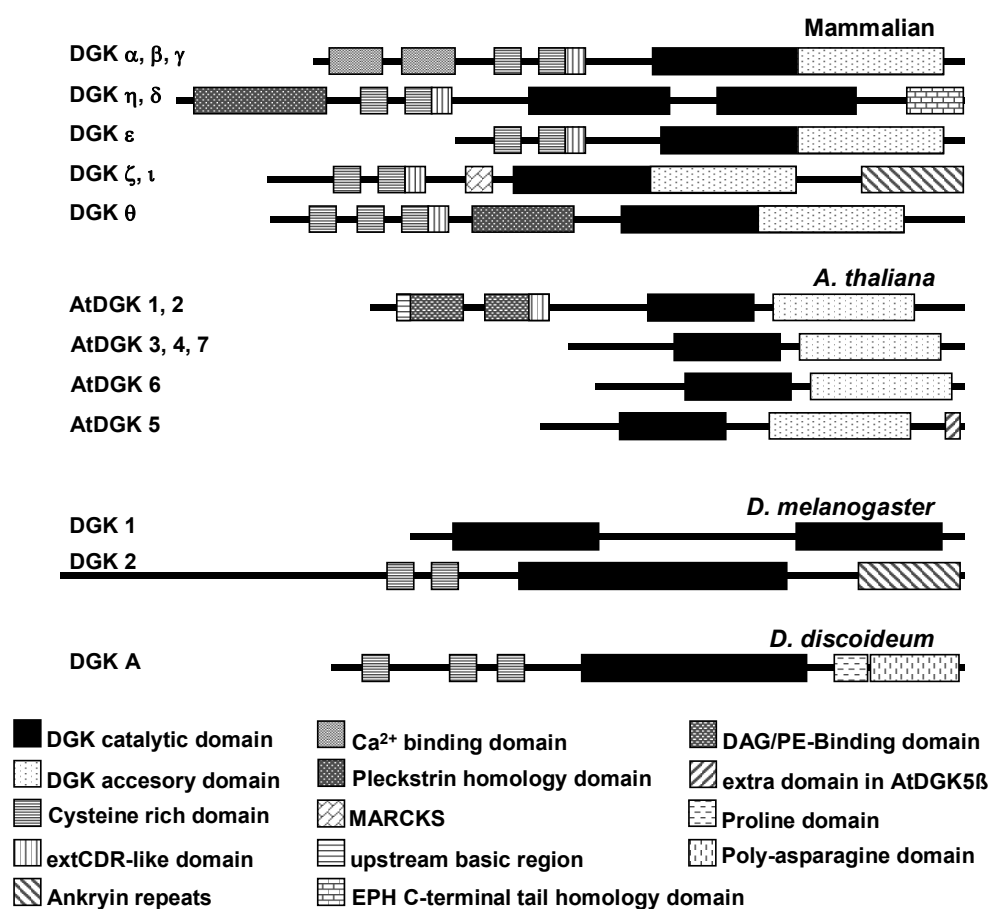 Mammalian
DGK α, β, γ
DGK η, δ
DGK ε
DGK ζ, ι
DGK θ
A. thaliana
AtDGK 1, 2
AtDGK 3, 4, 7
AtDGK 6
AtDGK 5
D. melanogaster
DGK 1
DGK 2
D. discoideum
DGK A
DGK catalytic domain
DGK accesory domain
Cysteine rich domain
extCDR-like domain
Ankryin repeats
Ca²⁺ binding domain
Pleckstrin homology domain
MARCKS
upstream basic region
EPH C-terminal tail homology domain
DAG/PE-Binding domain
extra domain in AtDGK5ß
Proline domain
Poly-asparagine domain